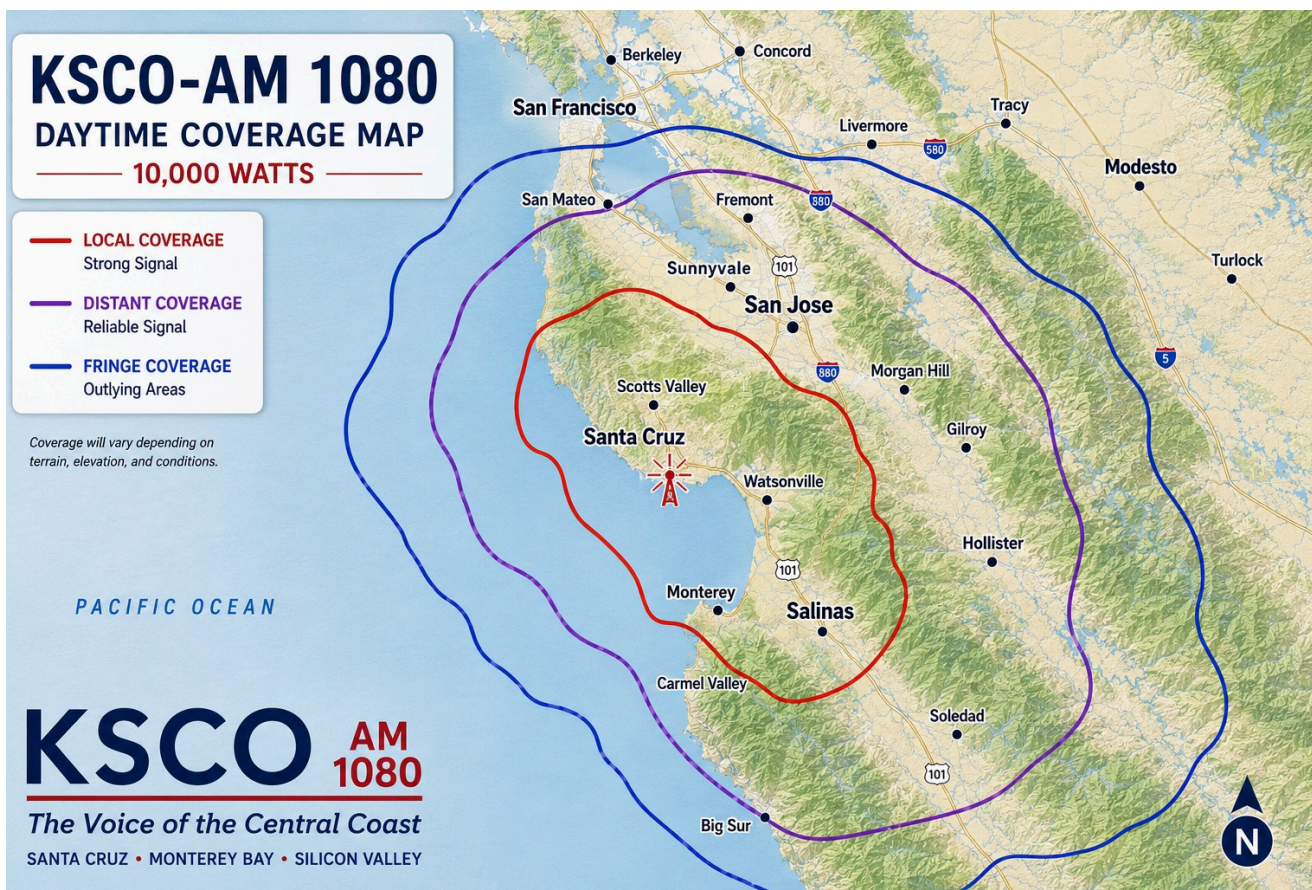 KSCO-AM 1080
DAYTIME COVERAGE MAP
10,000 WATTS
LOCAL COVERAGE
Strong Signal
DISTANT COVERAGE
Reliable Signal
FRINGE COVERAGE
Outlying Areas
Coverage will vary depending on
terrain, elevation, and conditions.
Berkeley
Concord
San Francisco
Tracy
Livermore
580
Modesto
San Mateo
Fremont
880
Turlock
Sunnyvale
101
San Jose
5
880
Morgan Hill
Scotts Valley
Gilroy
Santa Cruz
Watsonville
Hollister
101
Monterey
Salinas
PACIFIC OCEAN
Carmel Valley
Soledad
101
Big Sur
KSCO
AM
1080
The Voice of the Central Coast
SANTA CRUZ • MONTEREY BAY • SILICON VALLEY
N